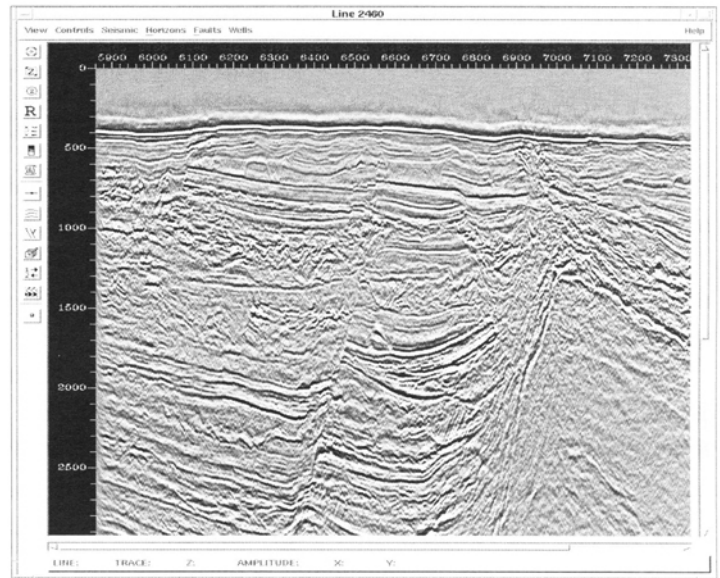 Line 2460
View Controls Seismic Horizons Faults Wells Help
5900 6000 6100 6200 6300 6400 6500 6600 6700 6800 6900 7000 7100 7200 7300
0
R
500
1000
1500
2000
2500
LINE: TRACE: Z: AMPLITUDE: X: Y: